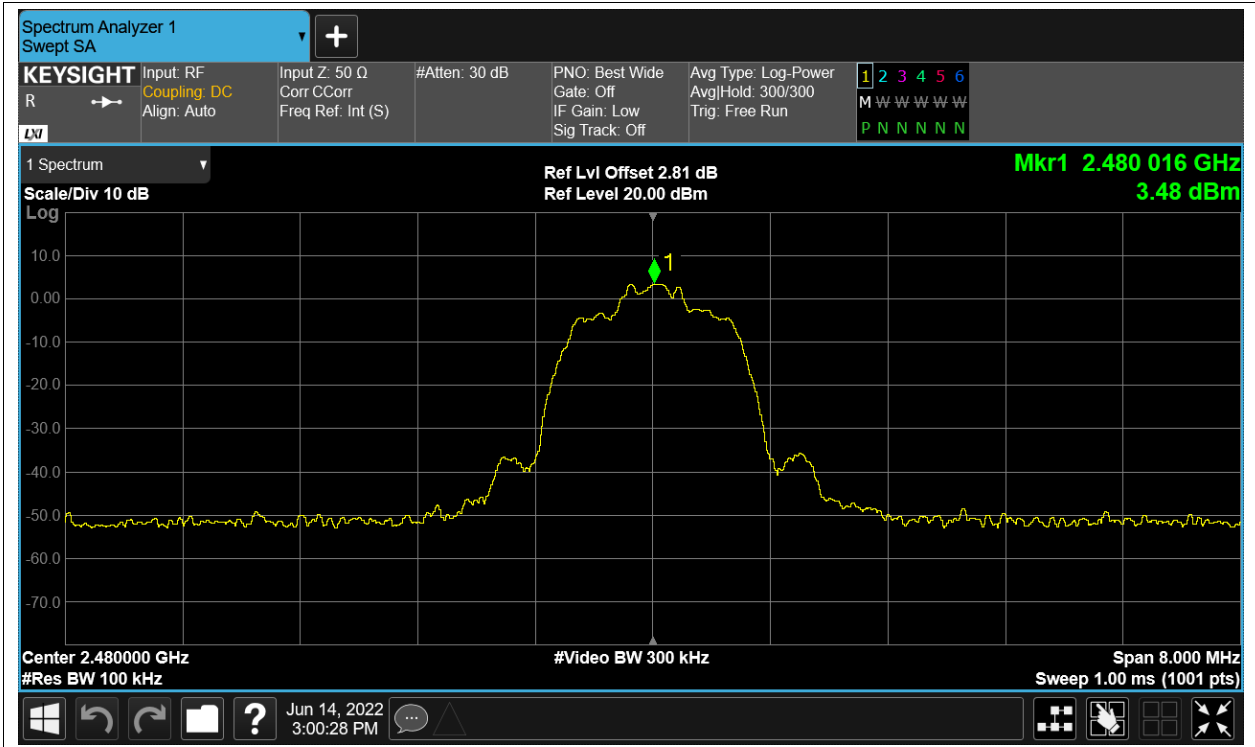 Spectrum Analyzer 1
Swept SA
KEYSIGHT
R
LXI
Input: RF
Coupling: DC
Align: Auto
Input Z: 50 Ω
Corr CCorr
Freq Ref: Int (S)
#Atten: 30 dB
PNO: Best Wide
Gate: Off
IF Gain: Low
Sig Track: Off
Avg Type: Log-Power
Avg|Hold: 300/300
Trig: Free Run
1 2 3 4 5 6
M W W W W W
P N N N N N
1 Spectrum
Scale/Div 10 dB
Log
Ref Lvl Offset 2.81 dB
Ref Level 20.00 dBm
Mkr1 2.480 016 GHz
3.48 dBm
1
10.0
0.00
-10.0
-20.0
-30.0
-40.0
-50.0
-60.0
-70.0
Center 2.480000 GHz
#Res BW 100 kHz
#Video BW 300 kHz
Span 8.000 MHz
Sweep 1.00 ms (1001 pts)
?
Jun 14, 2022
3:00:28 PM